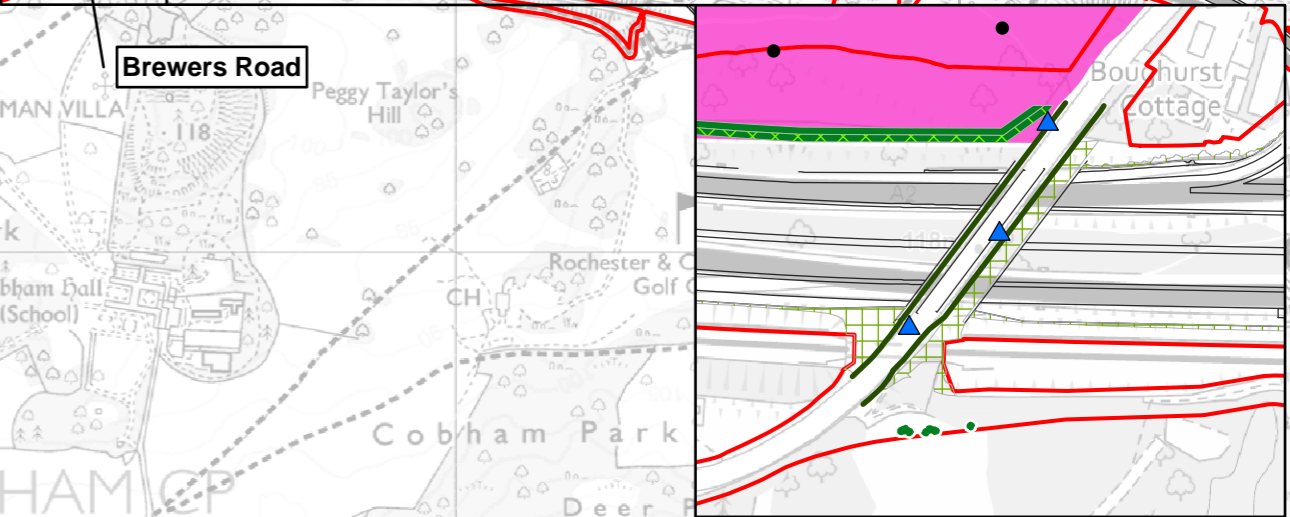 Brewers Road
MAN VILLA
118
Peggy Taylor's
Hill
Boughurst
Cottage
A2
118m
k
bham Hall
(School)
Rochester & C
Golf C
CH
Cobham Park
HAM CP
Deer P